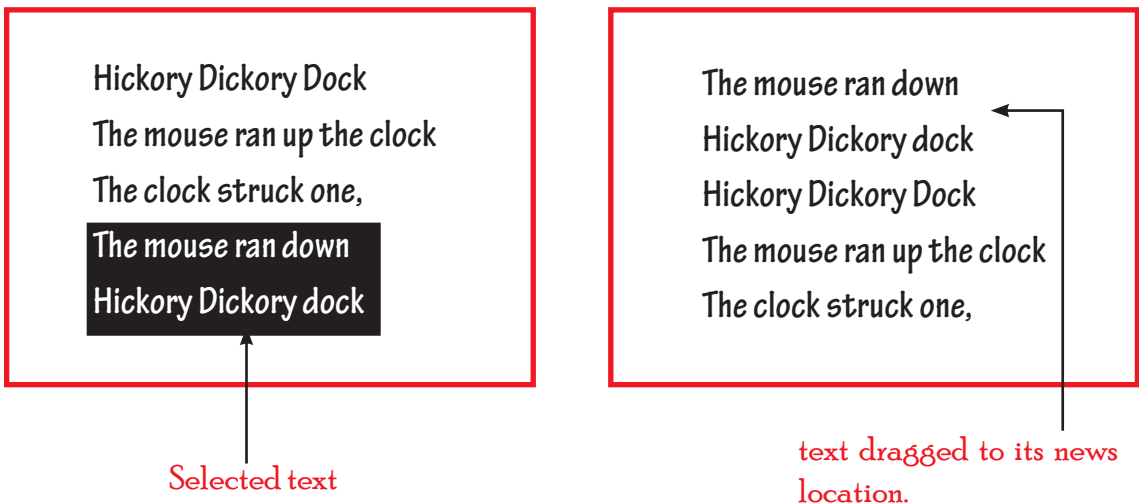 Hickory Dickory Dock
The mouse ran up the clock
The clock struck one,
The mouse ran down
Hickory Dickory dock
Selected text
The mouse ran down
Hickory Dickory dock
Hickory Dickory Dock
The mouse ran up the clock
The clock struck one,
text dragged to its news
location.